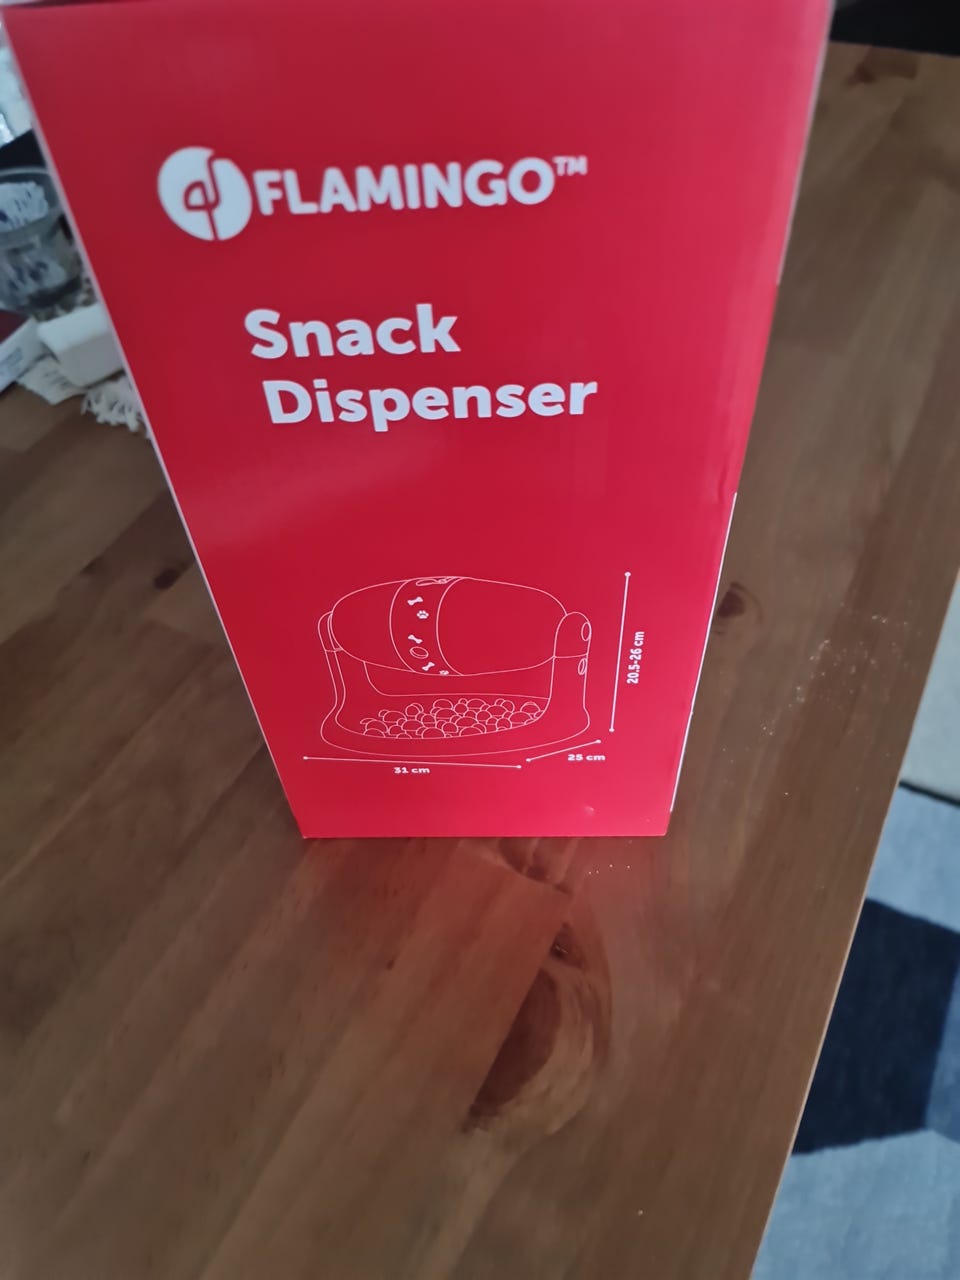 FLAMINGO™
Snack
Dispenser
20.5-26 cm
25 cm
31 cm